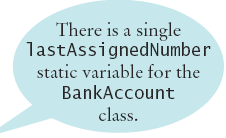 There is a single
lastAssignedNumber
static variable for the
BankAccount
class.